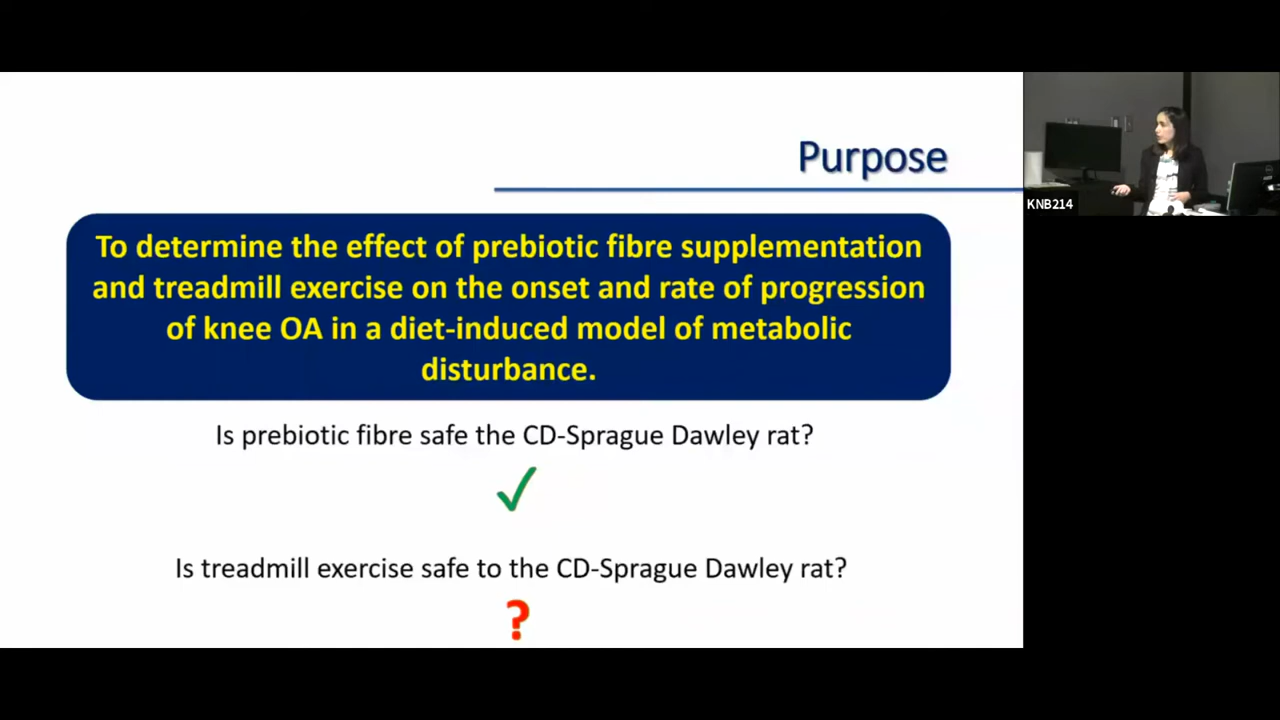 Purpose
To determine the effect of prebiotic fibre supplementation
and treadmill exercise on the onset and rate of progression
of knee OA in a diet-induced model of metabolic
disturbance.
Is prebiotic fibre safe the CD-Sprague Dawley rat?
Is treadmill exercise safe to the CD-Sprague Dawley rat?
?
KNB214